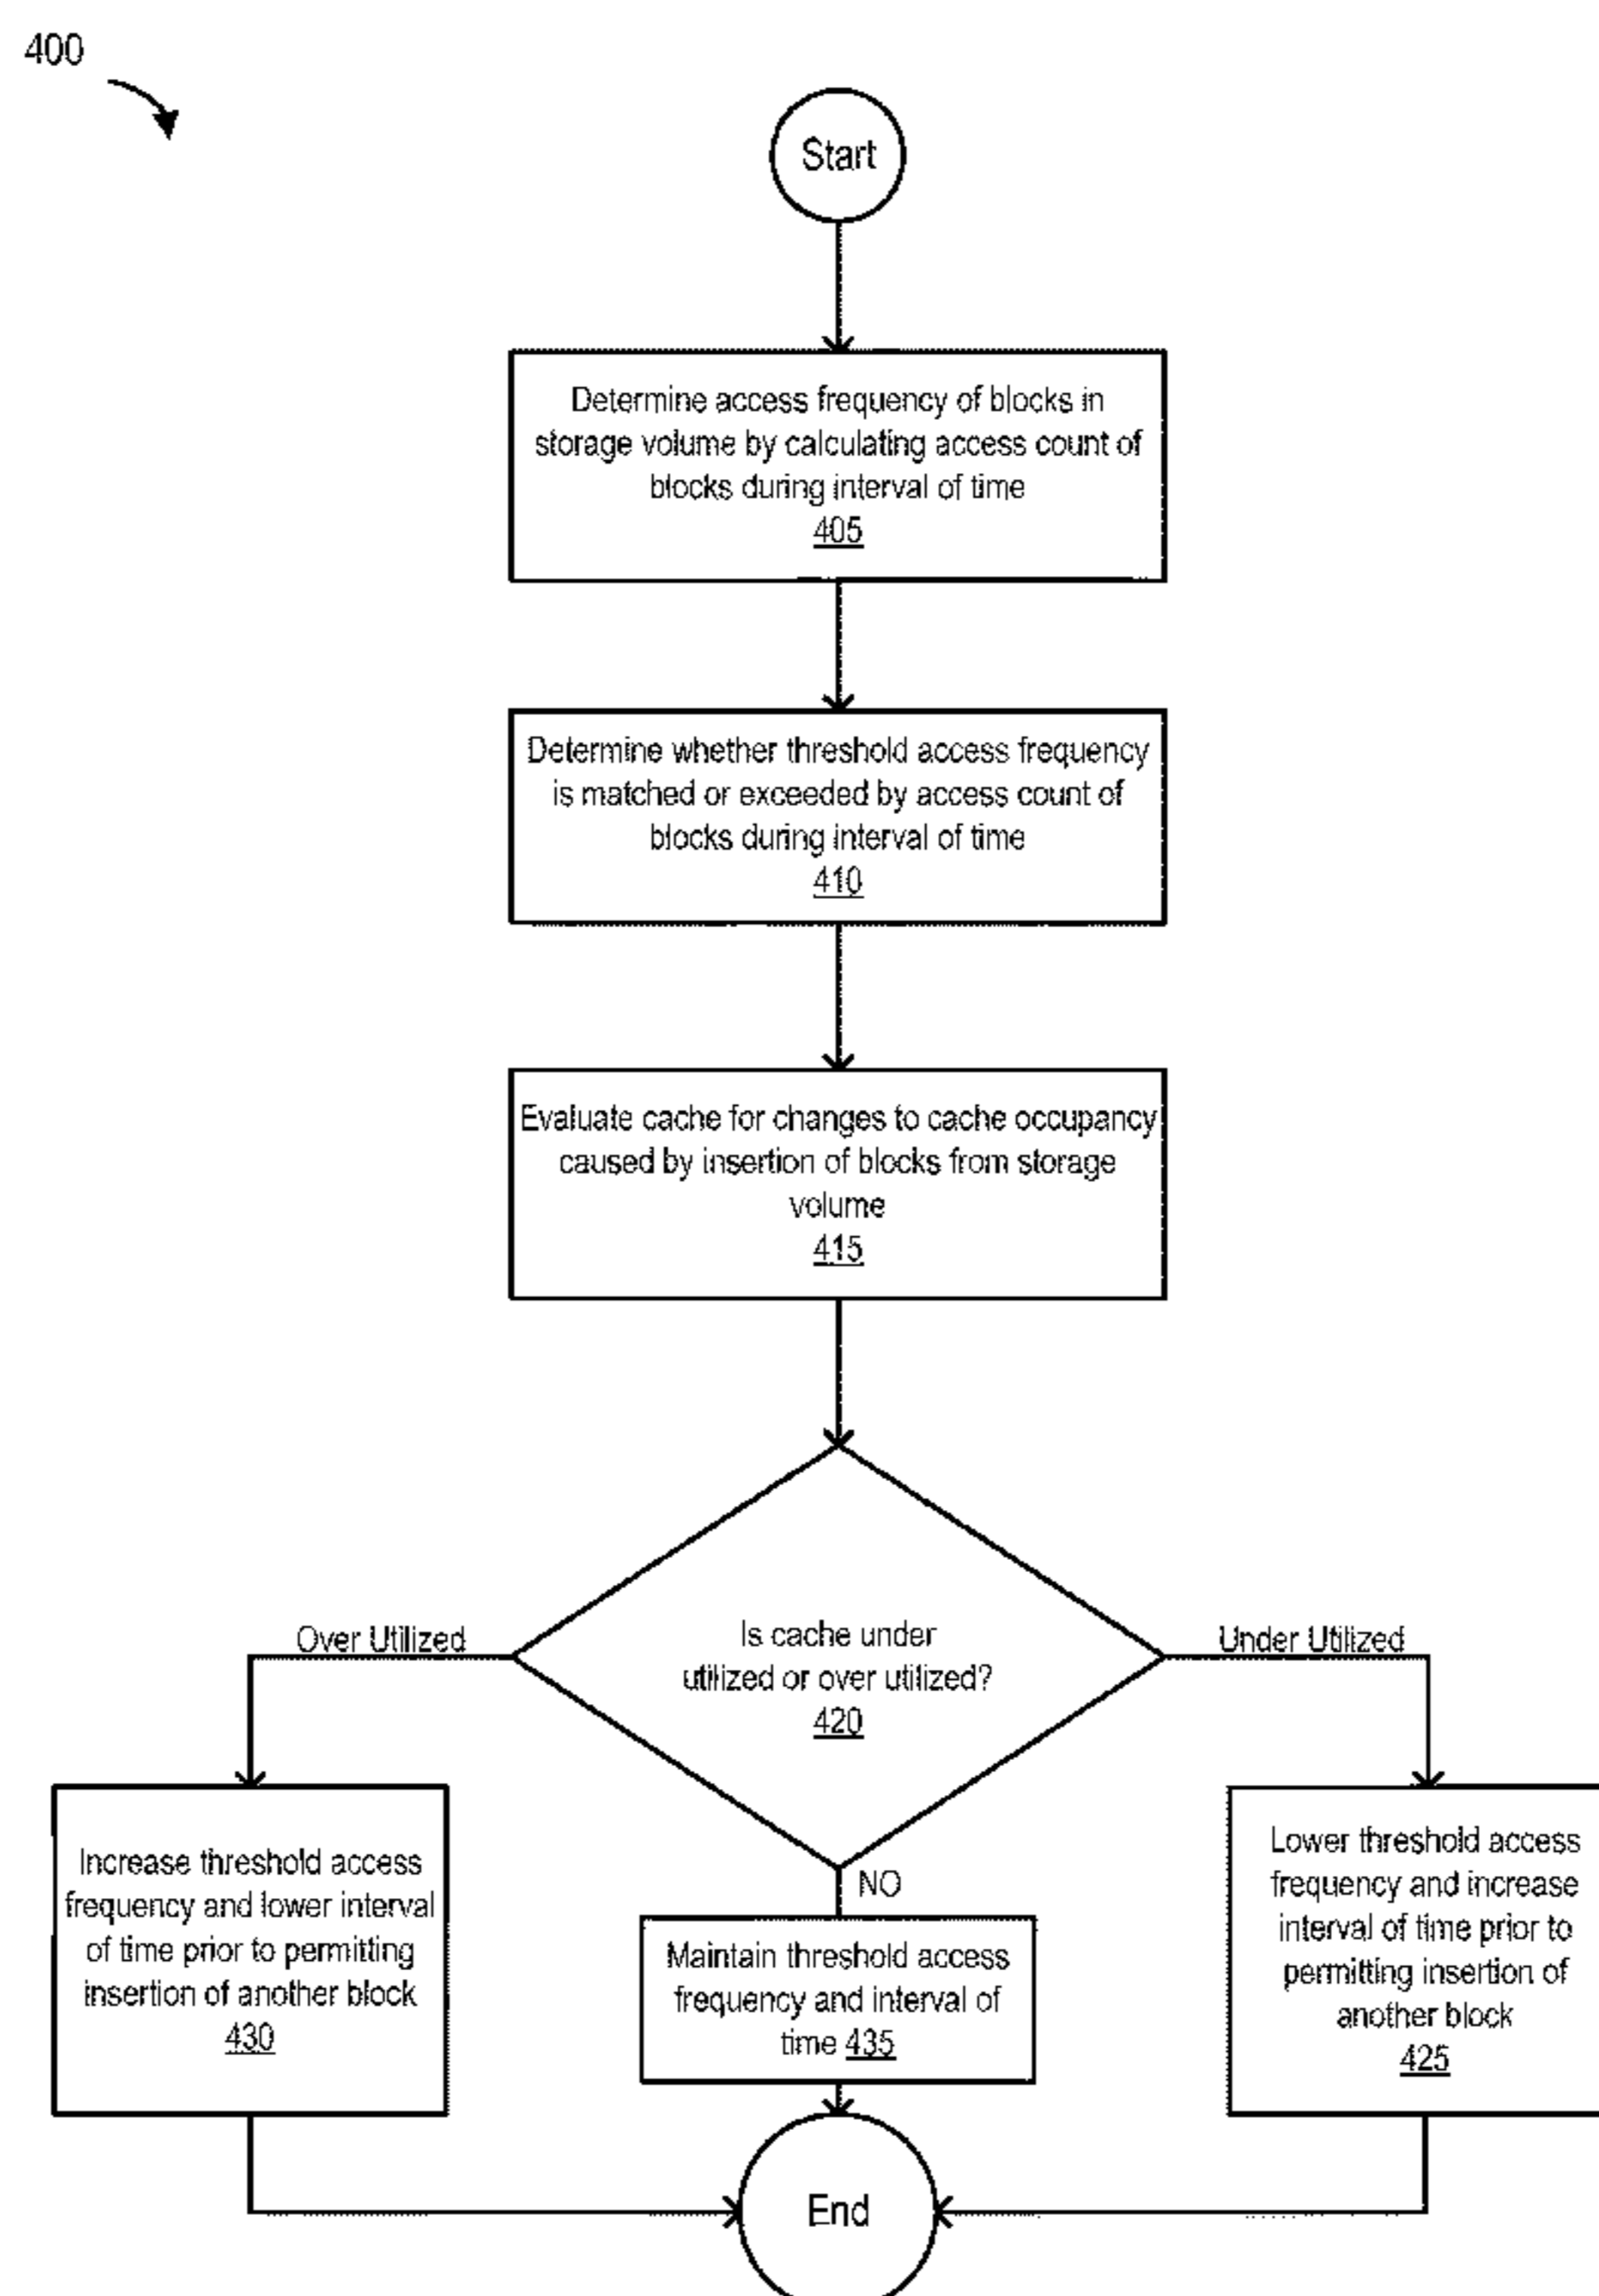 400
Start
Determine access frequency of blocks in
storage volume by calculating access count of
blocks during interval of time
405
Determine whether threshold access frequency
is matched or exceeded by access count of
blocks during interval of time
410
Evaluate cache for changes to cache occupancy
caused by insertion of blocks from storage
volume
415
Is cache under
utilized or over utilized?
420
Over Utilized
Under Utilized
NO
Increase threshold access
frequency and lower interval
of time prior to permitting
insertion of another block
430
Maintain threshold access
frequency and interval of
time 435
Lower threshold access
frequency and increase
interval of time prior to
permitting insertion of
another block
425
End